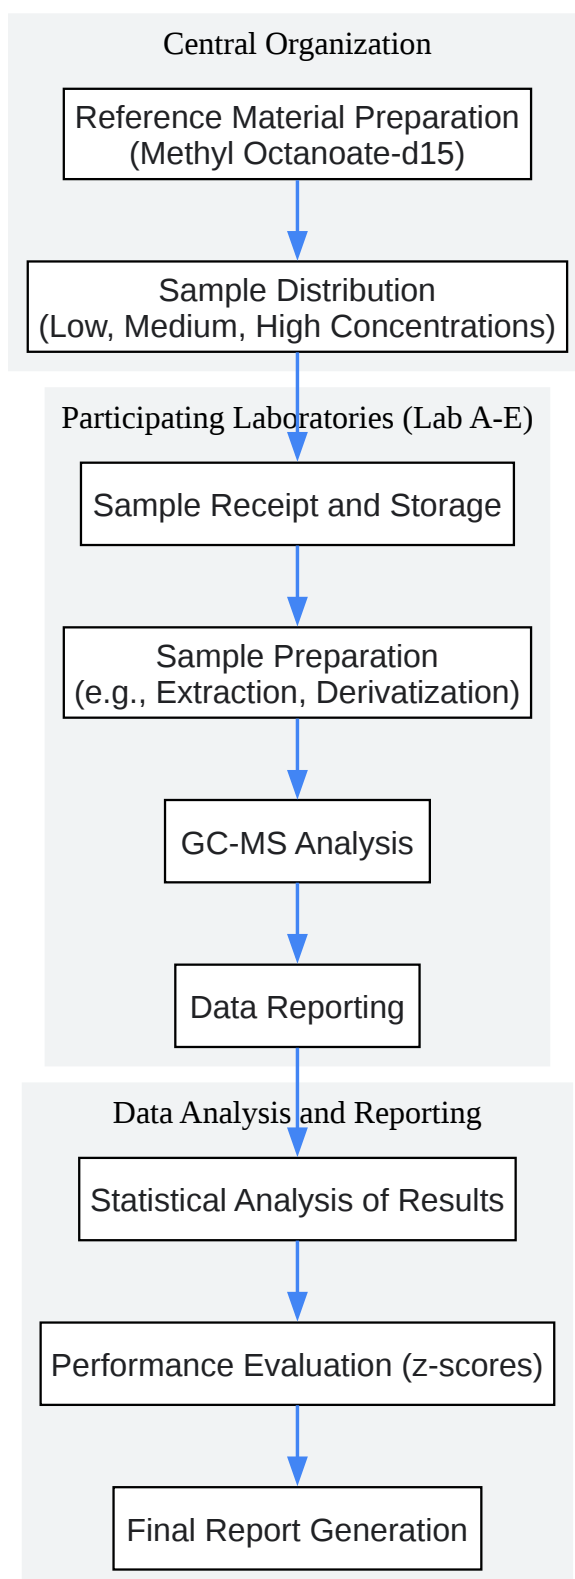 Central Organization
Reference Material Preparation
(Methyl Octanoate-d15)
Sample Distribution
(Low, Medium, High Concentrations)
Participating Laboratories (Lab A-E)
Sample Receipt and Storage
Sample Preparation
(e.g., Extraction, Derivatization)
GC-MS Analysis
Data Reporting
Data Analysis and Reporting
Statistical Analysis of Results
Performance Evaluation (z-scores)
Final Report Generation